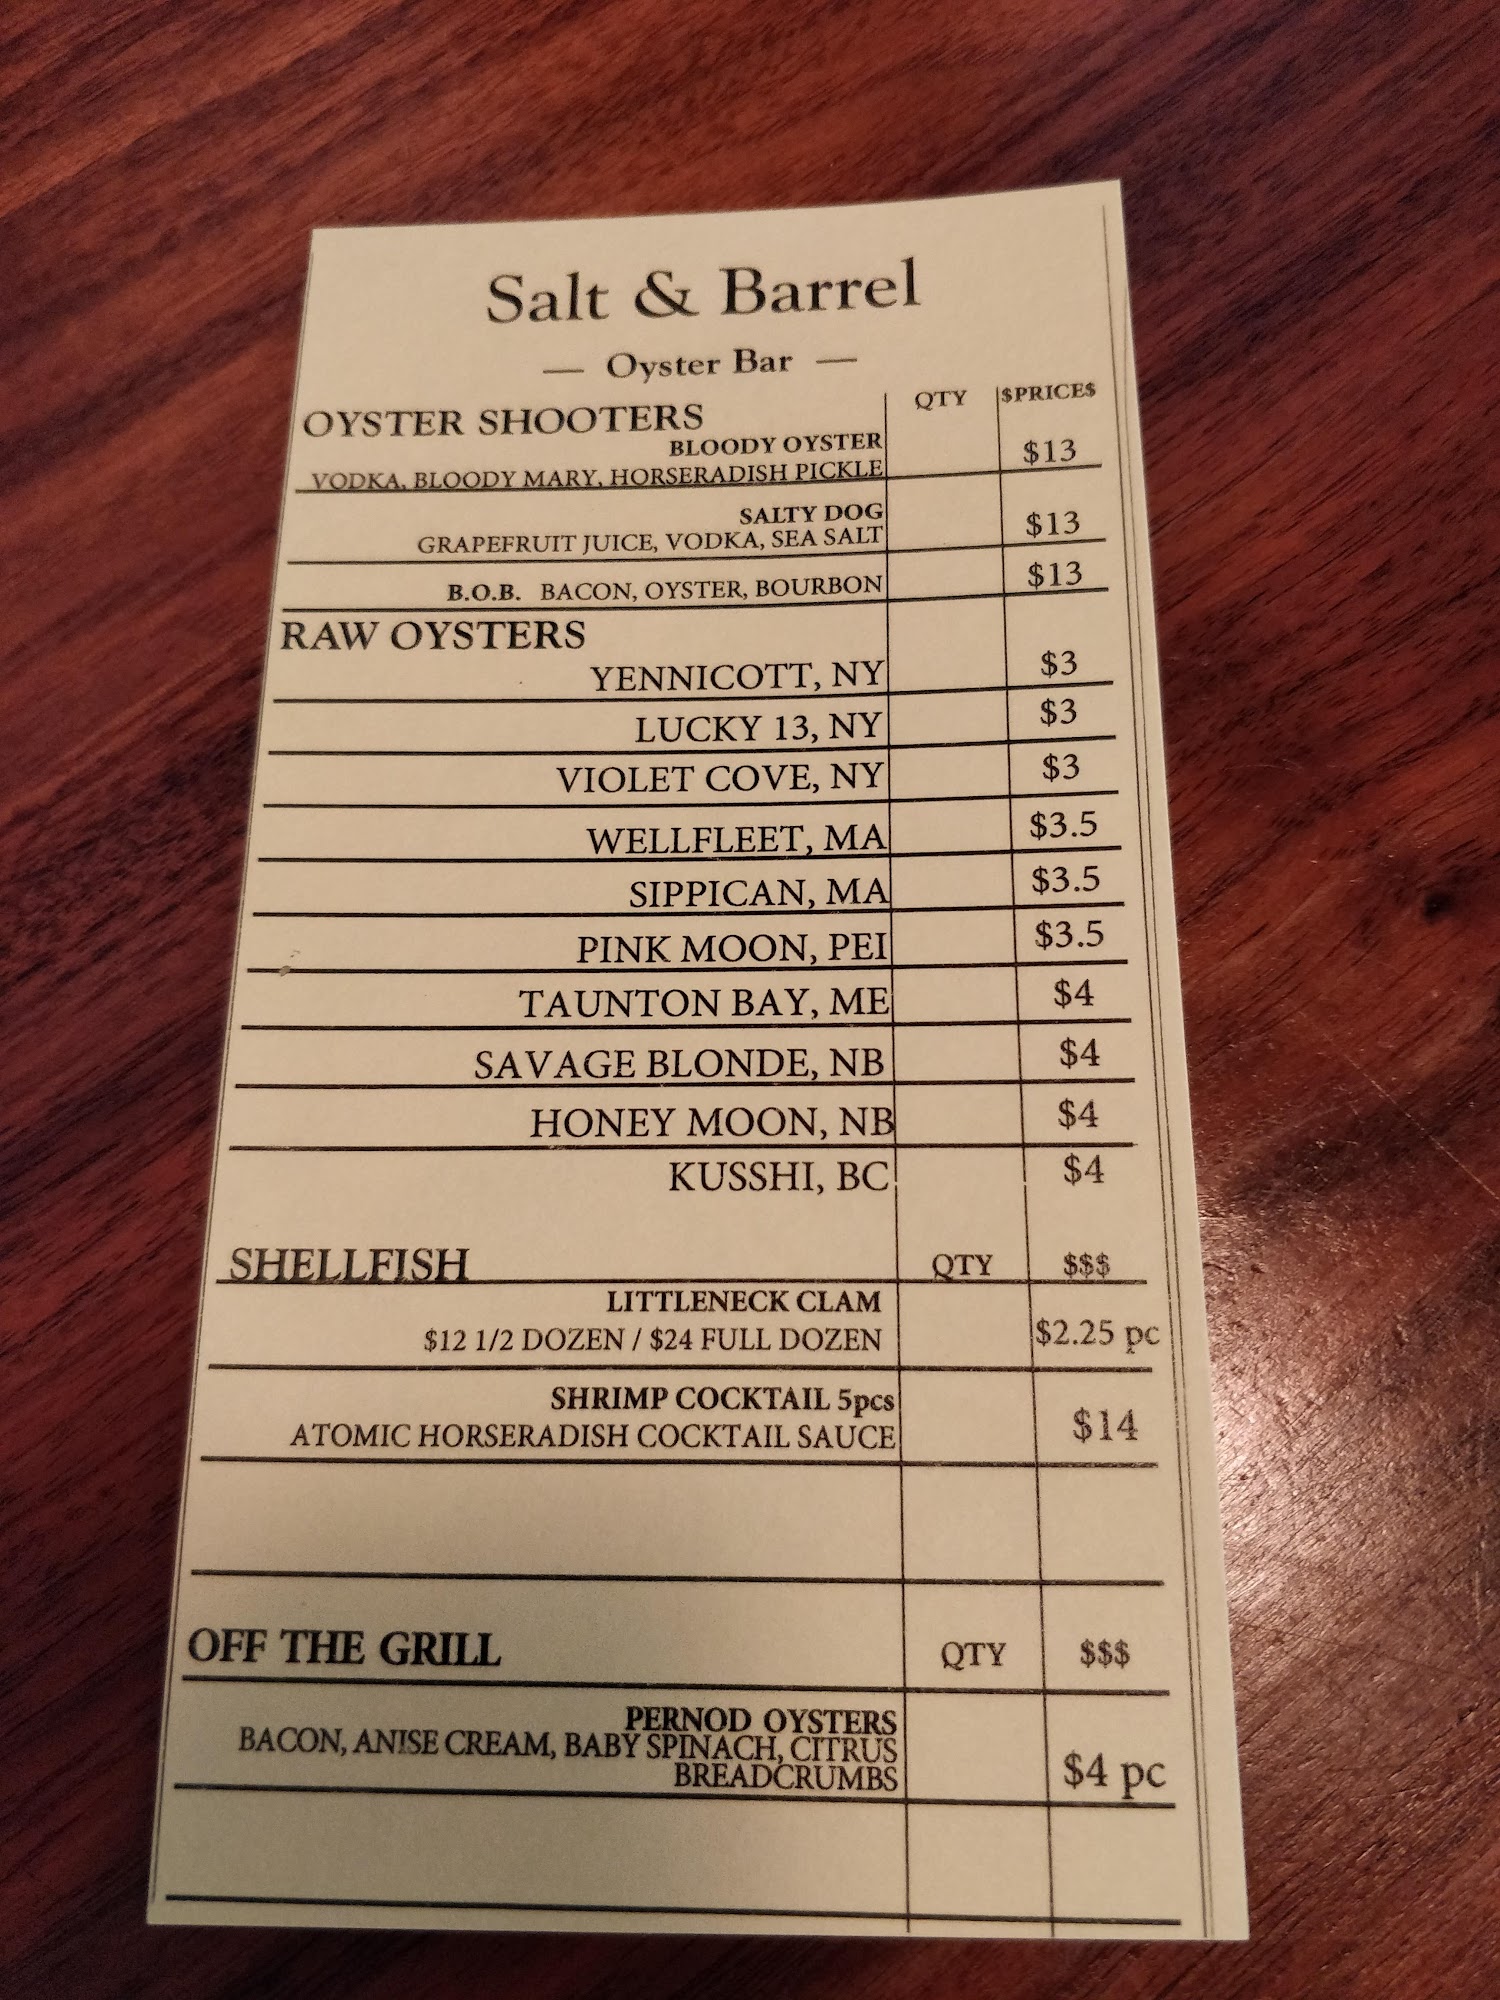 Salt & Barrel
— Oyster Bar —
QTY $PRICE$
OYSTER SHOOTERS
BLOODY OYSTER $13
VODKA, BLOODY MARY, HORSERADISH PICKLE
SALTY DOG $13
GRAPEFRUIT JUICE, VODKA, SEA SALT
B.O.B. BACON, OYSTER, BOURBON $13
RAW OYSTERS
YENNICOTT, NY $3
LUCKY 13, NY $3
VIOLET COVE, NY $3
WELLFLEET, MA $3.5
SIPPICAN, MA $3.5
PINK MOON, PEI $3.5
TAUNTON BAY, ME $4
SAVAGE BLONDE, NB $4
HONEY MOON, NB $4
KUSSHI, BC $4
SHELLFISH QTY $$$
LITTLENECK CLAM
$12 1/2 DOZEN / $24 FULL DOZEN $2.25 pc
SHRIMP COCKTAIL 5pcs
ATOMIC HORSERADISH COCKTAIL SAUCE $14
OFF THE GRILL QTY $$$
PERNOD OYSTERS
BACON, ANISE CREAM, BABY SPINACH, CITRUS
BREADCRUMBS $4 pc